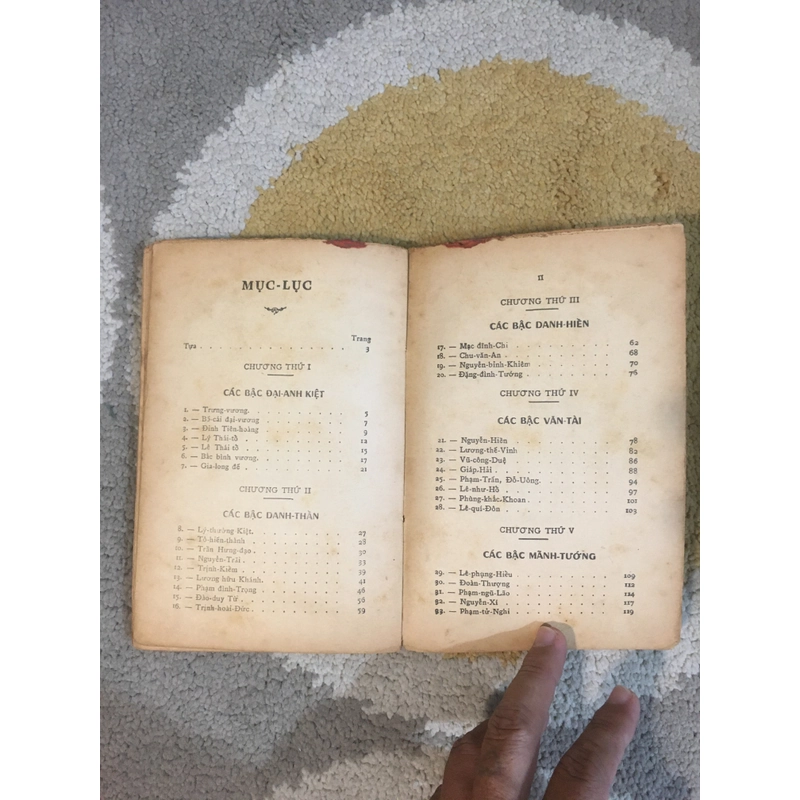 MỤC-LỤC
Trang
Tựa 3
CHƯƠNG THỨ I
CÁC BẬC ĐẠI-ANH KIỆT
1. — Trưng-vương. 5
2. — Bố-cái đại-vương 7
3. — Đinh Tiên-hoàng 9
4. — Lý Thái-tổ 12
5. — Lê Thái tổ 15
6. — Bắc bình vương. 17
7. — Gia-long đế 21
CHƯƠNG THỨ II
CÁC BẬC DANH-THẦN
8. — Lý-thường Kiệt. 27
9. — Tô-hiến-thành 28
10. — Trần Hưng-đạo 30
11. — Nguyễn-Trãi 33
12. — Trịnh-Kiểm 39
13. — Lương hữu Khánh. 41
14. — Phạm đình-Trọng 46
15. — Đào-duy Từ 56
16. — Trịnh-hoài-Đức 59
II
CHƯƠNG THỨ III
CÁC BẬC DANH-HIỀN
17. — Mạc đĩnh-Chi 62
18. — Chu-văn-An 68
19. — Nguyễn-bỉnh-Khiêm 70
20. — Đặng-đình-Tướng 76
CHƯƠNG THỨ IV
CÁC BẬC VĂN-TÀI
21. — Nguyễn-Hiền 78
22. — Lương-thế-Vinh 82
23. — Vũ-công-Duệ 86
24. — Giáp-Hải 88
25. — Phạm-Trấn, Đỗ-Uông. 94
26. — Lê-như-Hổ 97
27. — Phùng-khắc-Khoan 101
28. — Lê-quí-Đôn 103
CHƯƠNG THỨ V
CÁC BẬC MÃNH-TƯỚNG
29. — Lê-phụng-Hiểu 109
30. — Đoàn-Thượng 112
31. — Phạm-ngũ-Lão 114
32. — Nguyễn-Xí 117
33. — Phạm-tử-Nghi 119